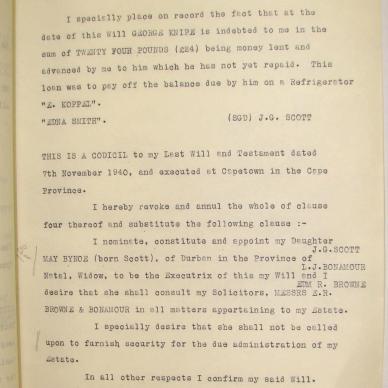 I specially place on record the fact that at the
date of this Will GEORGE KNIPE is indebted to me in the
sum of TWENTY FOUR POUNDS (£24) being money lent and
advanced by me to him which he has not yet repaid. This
loan was to pay off the balance due by him on a Refrigerator
"E. KOPPEL".
"EDNA SMITH". (SGD) J.G. SCOTT
THIS IS A CODICIL to my Last Will and Testament dated
7th November 1940, and executed at Capetown in the Cape
Province.
I hereby revoke and annul the whole of clause
four thereof and substitute the following clause :-
I nominate, constitute and appoint my Daughter
J.G.SCOTT
MAY BYNOE (born Scott), of Durban in the Province of
L.J.BONAMOUR
Natal, Widow, to be the Executrix of this my Will and I
EDM R. BROWNE
desire that she shall consult my Solicitors, MESSRS E.R.
BROWNE & BONAMOUR in all matters appertaining to my Estate.
I specially desire that she shall not be called
upon to furnish security for the due administration of my
Estate.
In all other respects I confirm my said Will.